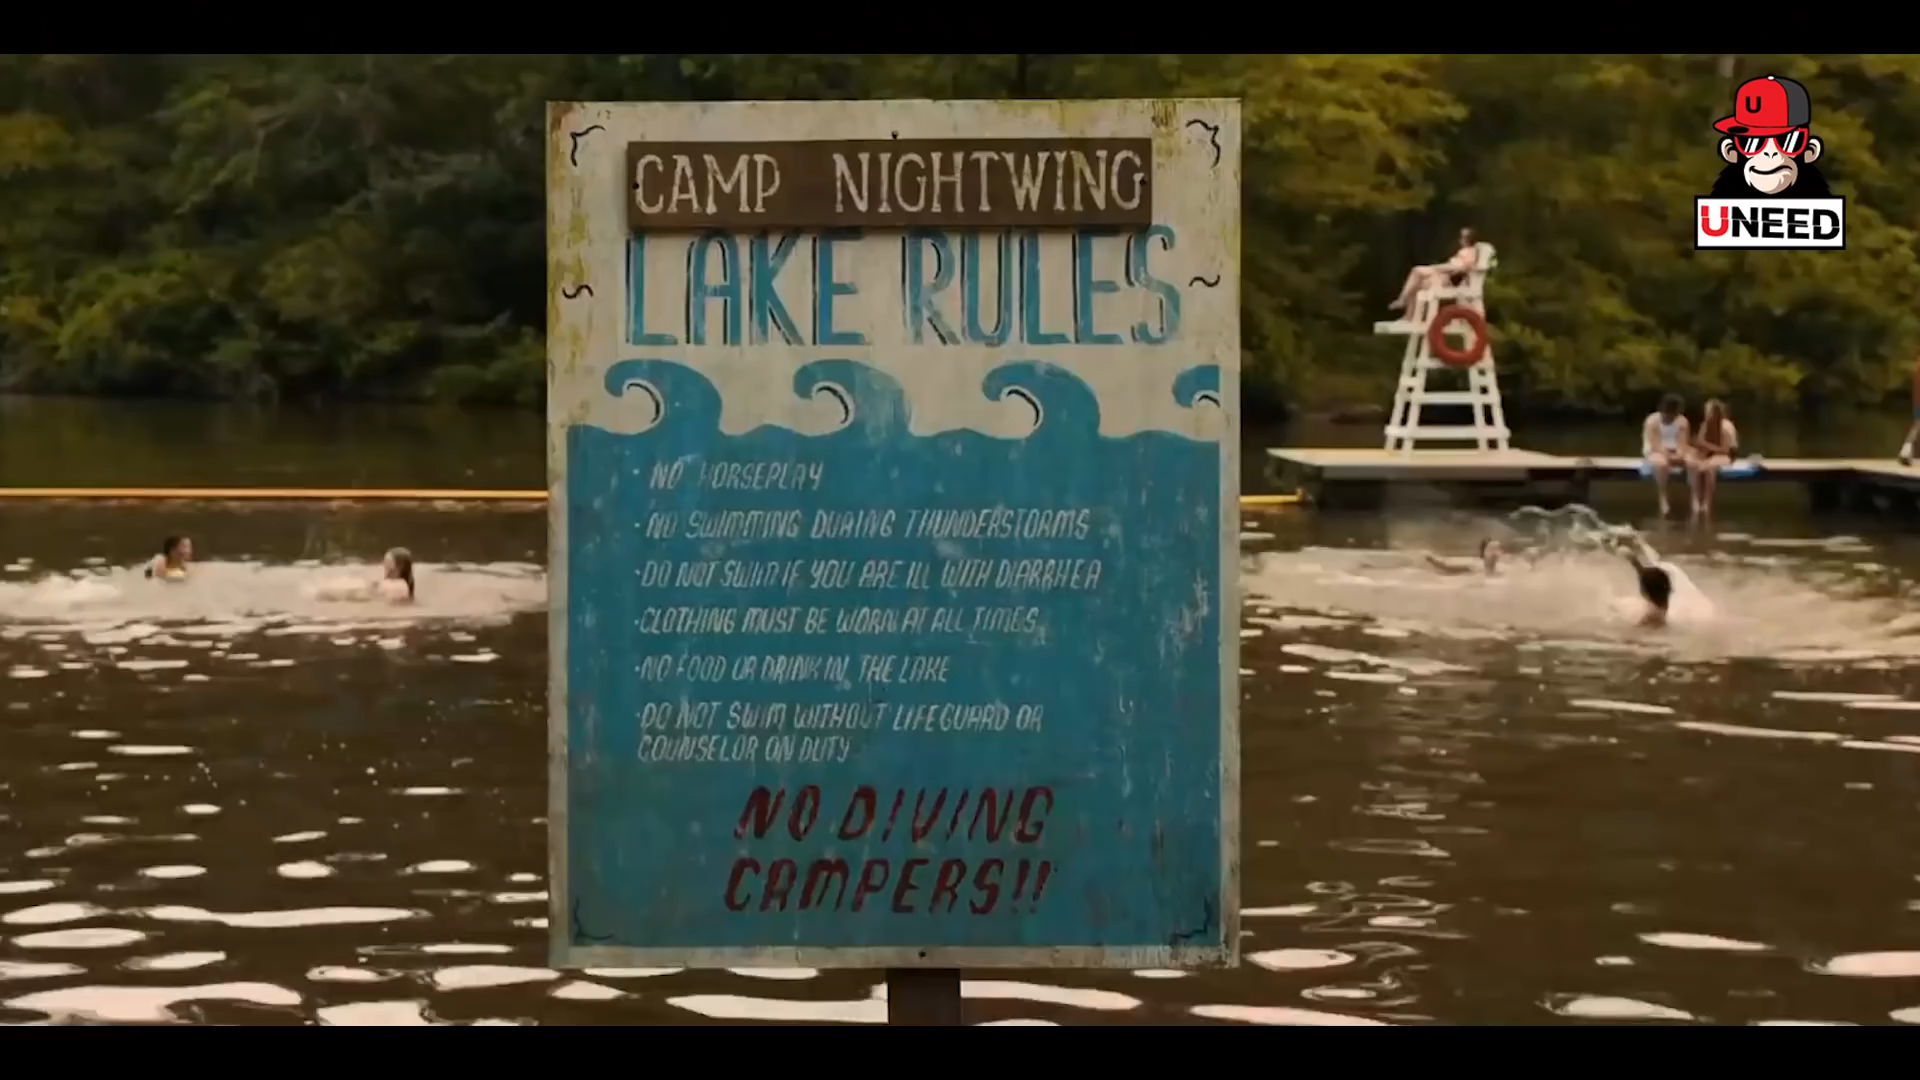 U
UNEED
CAMP NIGHTWING
LAKE RULES
· NO HORSEPLAY
· NO SWIMMING DURING THUNDERSTORMS
· DO NOT SWIM IF YOU ARE ILL WITH DIARRHEA
· CLOTHING MUST BE WORN AT ALL TIMES
· NO FOOD OR DRINK IN THE LAKE
· DO NOT SWIM WITHOUT LIFEGUARD OR
COUNSELOR ON DUTY
NO DIVING
CAMPERS!!